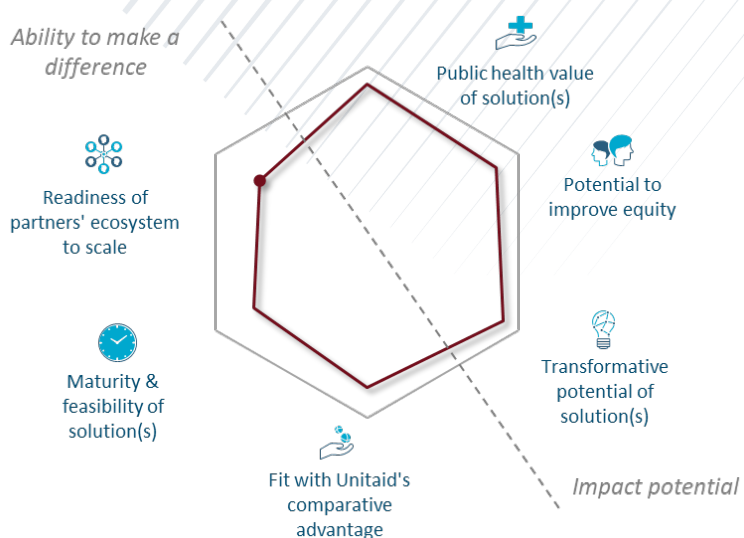 Ability to make a
difference
Public health value
of solution(s)
Potential to
improve equity
Readiness of
partners' ecosystem
to scale
Transformative
potential of
solution(s)
Maturity &
feasibility of
solution(s)
Fit with Unitaid's
comparative
advantage
Impact potential